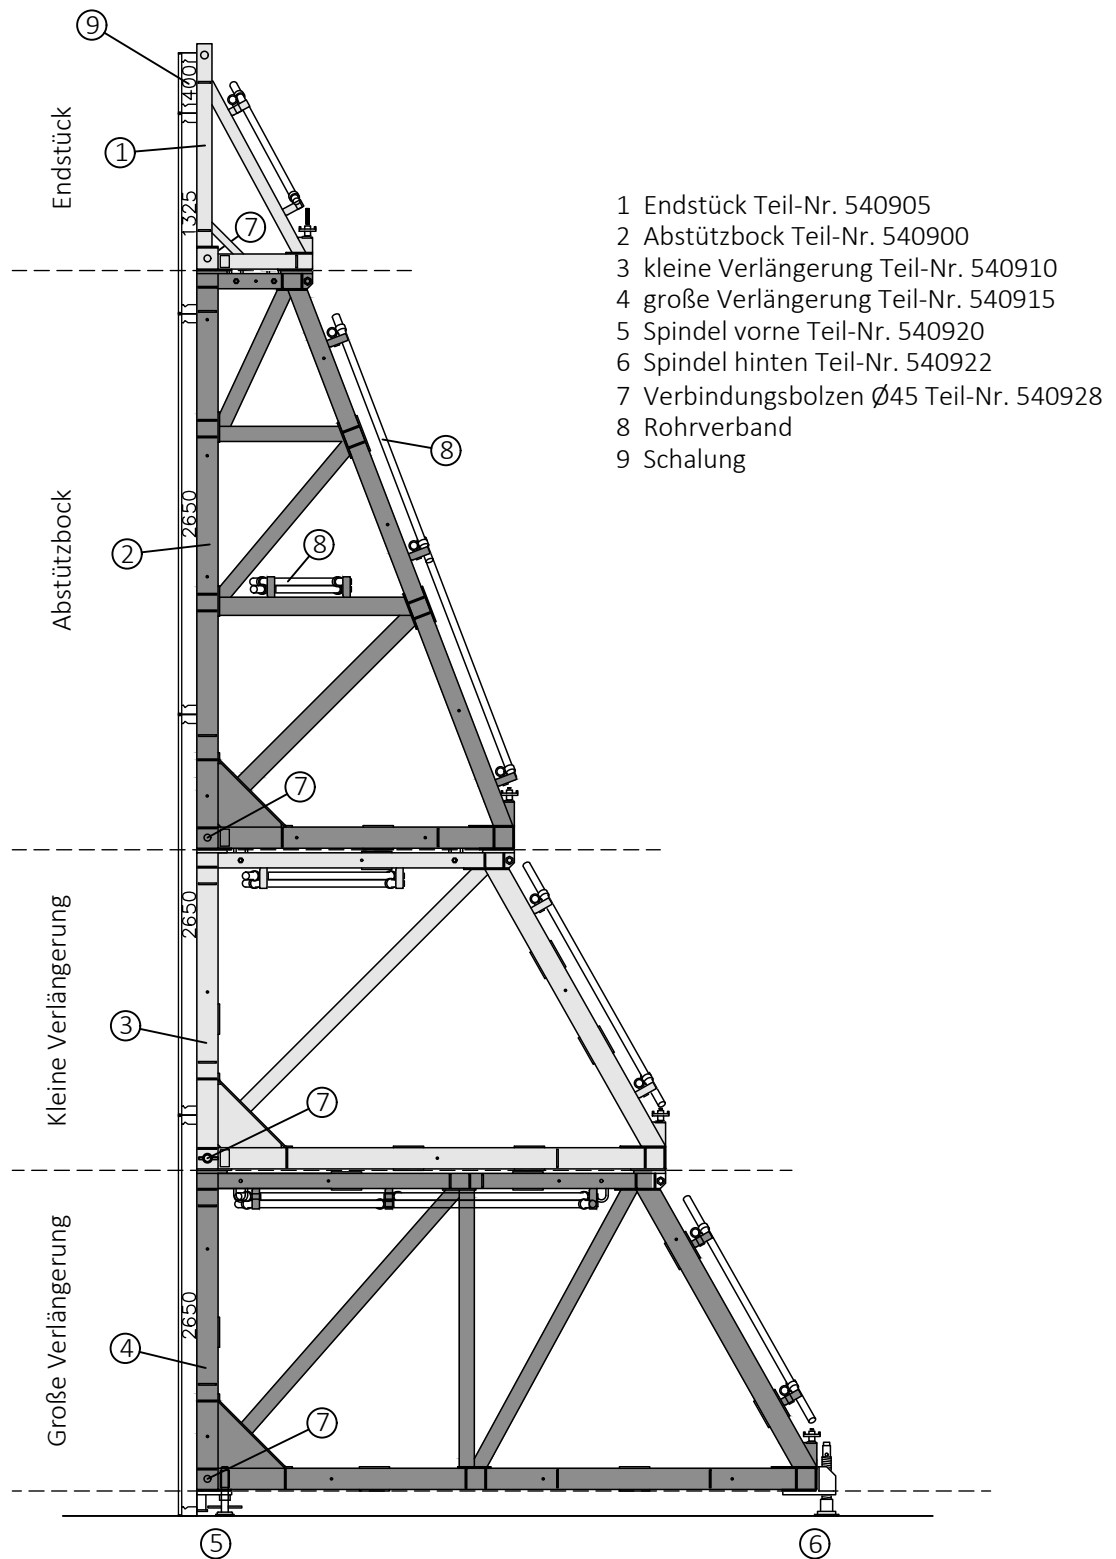 9
400
Endstück
1
1325
7
1 Endstück Teil-Nr. 540905
2 Abstützbock Teil-Nr. 540900
3 kleine Verlängerung Teil-Nr. 540910
4 große Verlängerung Teil-Nr. 540915
5 Spindel vorne Teil-Nr. 540920
6 Spindel hinten Teil-Nr. 540922
7 Verbindungsbolzen Ø45 Teil-Nr. 540928
8 Rohrverband
9 Schalung
8
2650
Abstützbock
2
8
7
2650
Kleine Verlängerung
3
7
2650
Große Verlängerung
4
7
5
6